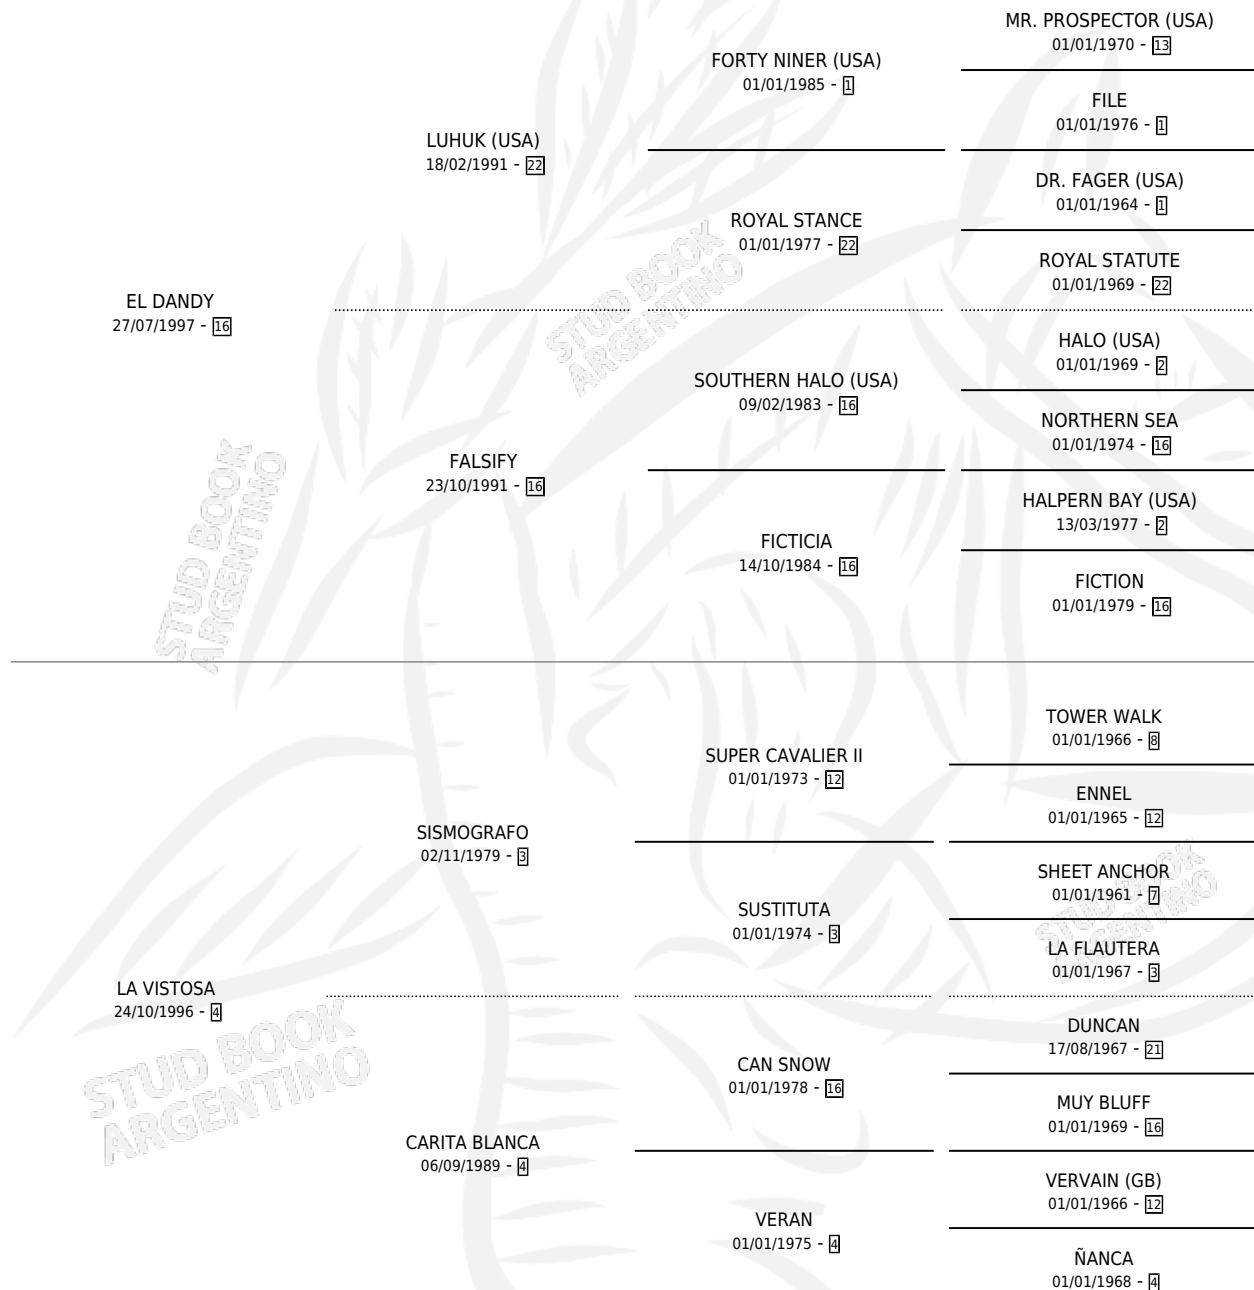 MR. PROSPECTOR (USA)
01/01/1970 - 13
FORTY NINER (USA)
01/01/1985 - 1
FILE
01/01/1976 - 1
LUHUK (USA)
18/02/1991 - 22
DR. FAGER (USA)
01/01/1964 - 1
ROYAL STANCE
01/01/1977 - 22
ROYAL STATUTE
01/01/1969 - 22
EL DANDY
27/07/1997 - 16
HALO (USA)
01/01/1969 - 2
SOUTHERN HALO (USA)
09/02/1983 - 16
NORTHERN SEA
01/01/1974 - 16
FALSIFY
23/10/1991 - 16
HALPERN BAY (USA)
13/03/1977 - 2
FICTICIA
14/10/1984 - 16
FICTION
01/01/1979 - 16
TOWER WALK
01/01/1966 - 8
SUPER CAVALIER II
01/01/1973 - 12
ENNEL
01/01/1965 - 12
SISMOGRAFO
02/11/1979 - 3
SHEET ANCHOR
01/01/1961 - 7
SUSTITUTA
01/01/1974 - 3
LA FLAUTERA
01/01/1967 - 3
LA VISTOSA
24/10/1996 - 4
DUNCAN
17/08/1967 - 21
CAN SNOW
01/01/1978 - 16
MUY BLUFF
01/01/1969 - 16
CARITA BLANCA
06/09/1989 - 4
VERVAIN (GB)
01/01/1966 - 12
VERAN
01/01/1975 - 4
ÑANCA
01/01/1968 - 4
STUD BOOK
ARGENTINO
STUD BOOK
ARGENTINO
STUD BOOK
ARGENTINO
STUD BOOK
ARGENTINO